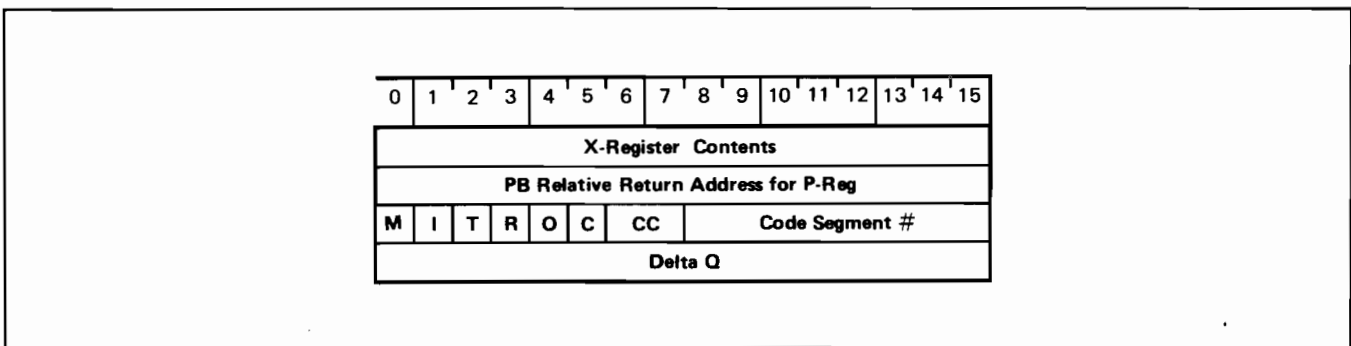 0 1 2 3 4 5 6 7 8 9 10 11 12 13 14 15
X-Register Contents
PB Relative Return Address for P-Reg
M I T R O C CC Code Segment #
Delta Q